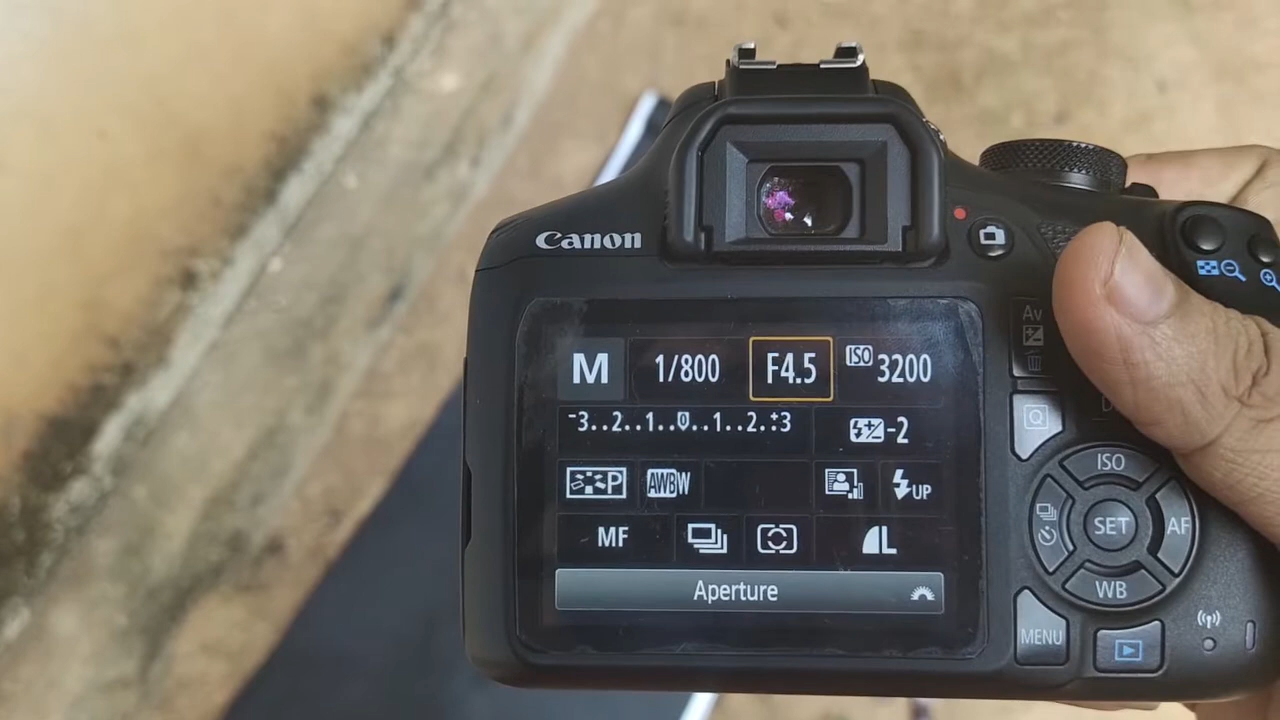 Canon
M 1/800 F4.5 ISO 3200
-3..2..1..0..1..2..+3 -2
P AWBW UP
MF L
Aperture
Av
Q
D
ISO
SET AF
WB
MENU